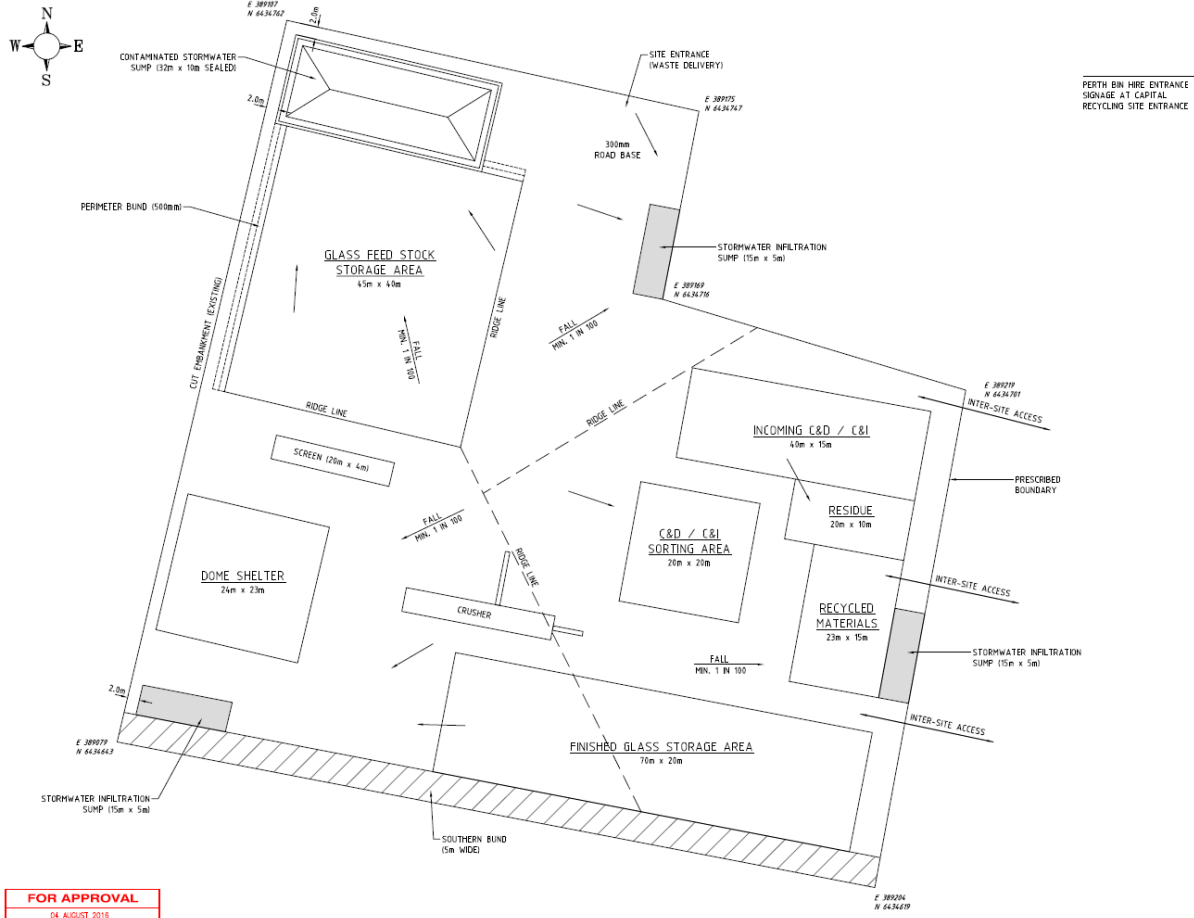 E 389107
N 6434762
N
W
E
S
2.0m
CONTAMINATED STORMWATER
SUMP (32m x 10m SEALED)
SITE ENTRANCE
(WASTE DELIVERY)
PERTH BIN HIRE ENTRANCE
SIGNAGE AT CAPITAL
RECYCLING SITE ENTRANCE
2.0m
E 389175
N 6434747
300mm
ROAD BASE
PERIMETER BUND (500mm)
GLASS FEED STOCK
STORAGE AREA
45m x 40m
STORMWATER INFILTRATION
SUMP (15m x 5m)
E 389169
N 6434716
CUT EMBANKMENT (EXISTING)
RIDGE LINE
FALL
MIN. 1 IN 100
FALL
MIN. 1 IN 100
E 389219
N 6434701
INTER-SITE ACCESS
RIDGE LINE
RIDGE LINE
INCOMING C&D / C&I
40m x 15m
SCREEN (20m x 4m)
PRESCRIBED
BOUNDARY
RESIDUE
20m x 10m
FALL
MIN. 1 IN 100
C&D / C&I
SORTING AREA
20m x 20m
RIDGE LINE
DOME SHELTER
24m x 23m
INTER-SITE ACCESS
CRUSHER
RECYCLED
MATERIALS
23m x 15m
STORMWATER INFILTRATION
SUMP (15m x 5m)
FALL
MIN. 1 IN 100
2.0m
INTER-SITE ACCESS
E 389079
N 6434643
FINISHED GLASS STORAGE AREA
70m x 20m
STORMWATER INFILTRATION
SUMP (15m x 5m)
SOUTHERN BUND
(5m WIDE)
E 389204
N 6434619
FOR APPROVAL
04 AUGUST 2016